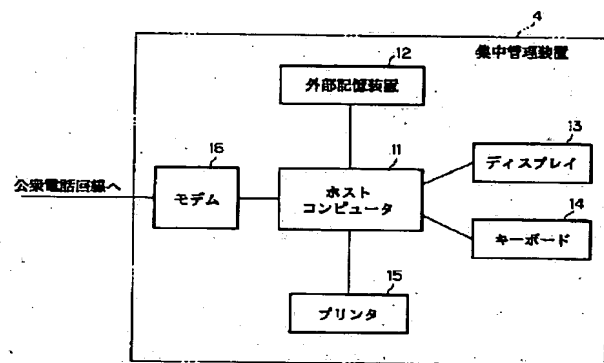 4
集中管理装置
12
外部記憶装置
13
ディスプレイ
16
11
公衆電話回線へ
モデム
ホスト
コンピュータ
14
キーボード
15
プリンタ